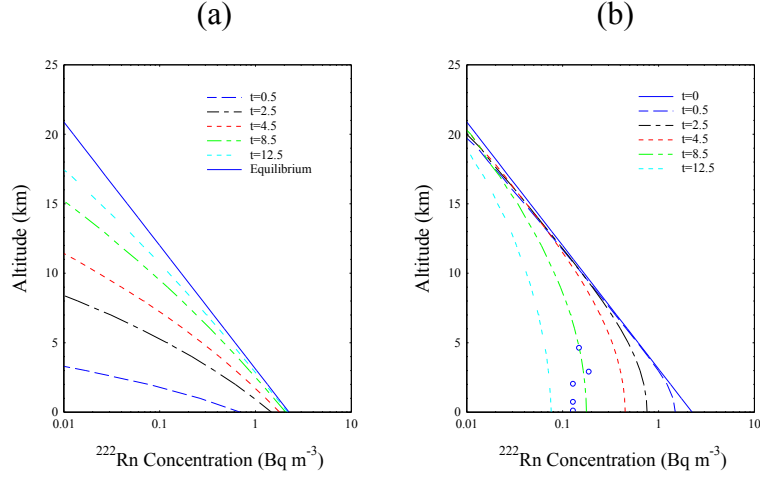 (a)
25
20
15
10
5
0
Altitude (km)
0.01
0.1
1
10
²²²Rn Concentration (Bq m⁻³)
t=0.5
t=2.5
t=4.5
t=8.5
t=12.5
Equilibrium
(b)
25
20
15
10
5
0
Altitude (km)
0.01
0.1
1
10
²²²Rn Concentration (Bq m⁻³)
t=0
t=0.5
t=2.5
t=4.5
t=8.5
t=12.5